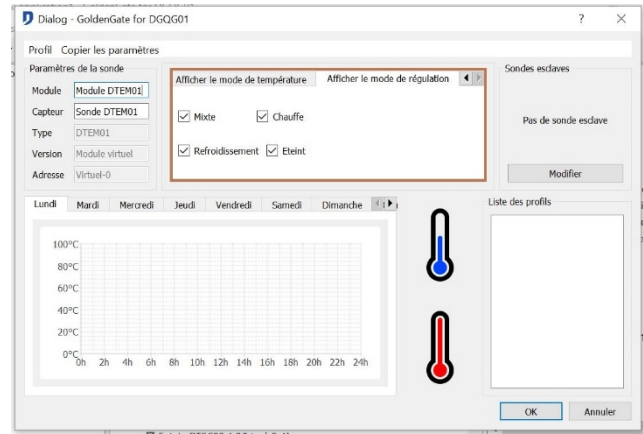 Dialog - GoldenGate for DGQG01
Profil Copier les paramètres
Paramètres de la sonde
Module Module DTEM01
Capteur Sonde DTEM01
Type DTEM01
Version Module virtuel
Adresse Virtuel-0
Afficher le mode de température Afficher le mode de régulation
Mixte Chauffe
Refroidissement Eteint
Sondes esclaves
Pas de sonde esclave
Modifier
Lundi Mardi Mercredi Jeudi Vendredi Samedi Dimanche
100°C
80°C
60°C
40°C
20°C
0°C
0h 2h 4h 6h 8h 10h 12h 14h 16h 18h 20h 22h 24h
Liste des profils
OK Annuler